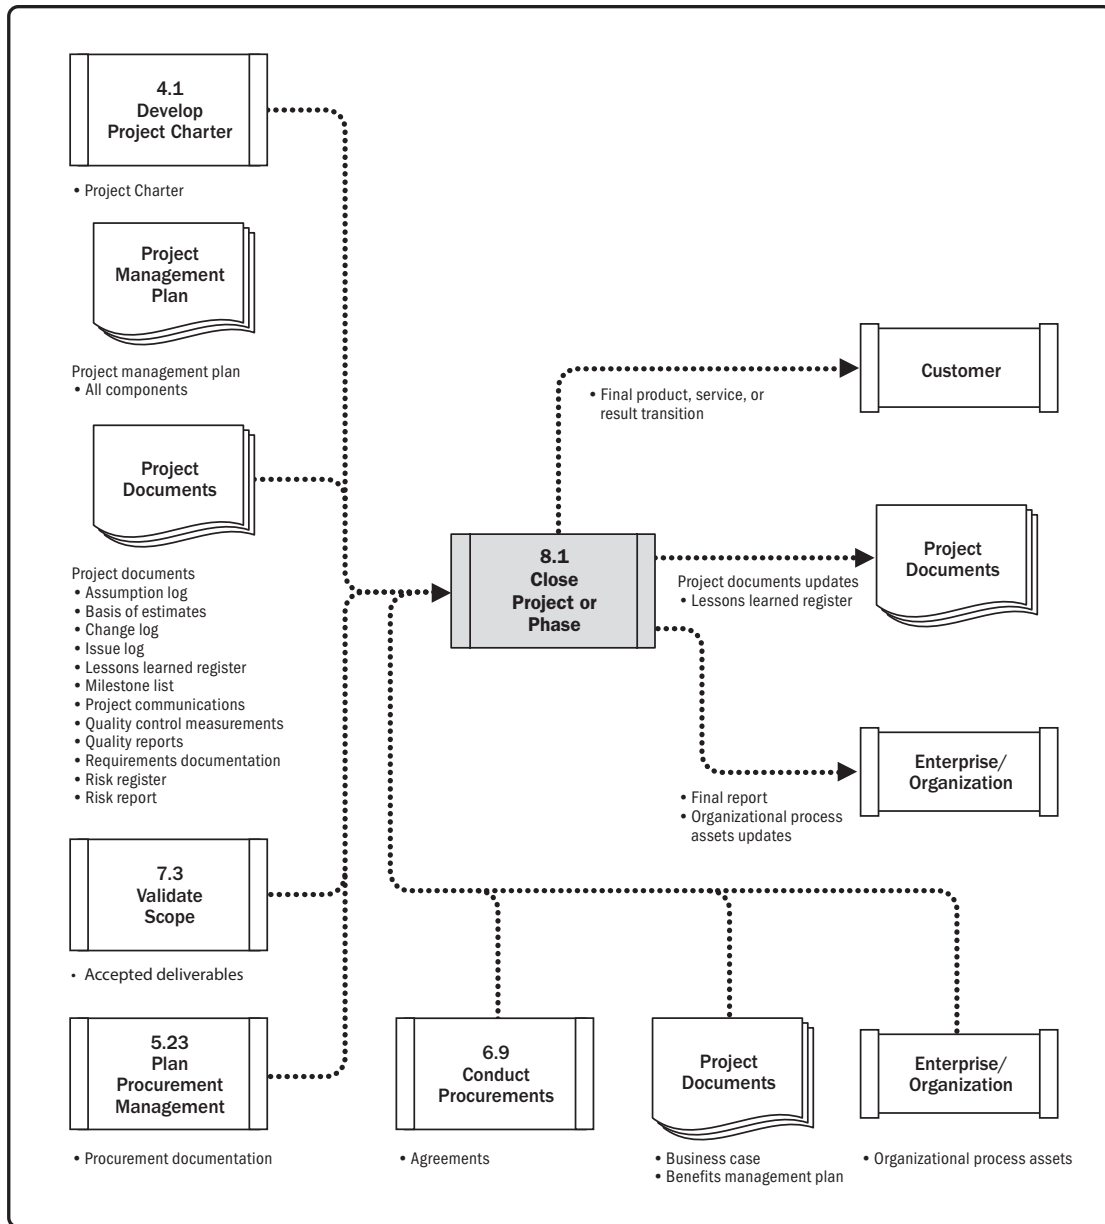 4.1
Develop
Project Charter
• Project Charter
Project
Management
Plan
Project management plan
• All components
Project
Documents
Project documents
• Assumption log
• Basis of estimates
• Change log
• Issue log
• Lessons learned register
• Milestone list
• Project communications
• Quality control measurements
• Quality reports
• Requirements documentation
• Risk register
• Risk report
7.3
Validate
Scope
• Accepted deliverables
5.23
Plan
Procurement
Management
• Procurement documentation
8.1
Close
Project or
Phase
• Final product, service, or
result transition
Customer
Project documents updates
• Lessons learned register
Project
Documents
• Final report
• Organizational process
assets updates
Enterprise/
Organization
6.9
Conduct
Procurements
• Agreements
Project
Documents
• Business case
• Benefits management plan
Enterprise/
Organization
• Organizational process assets